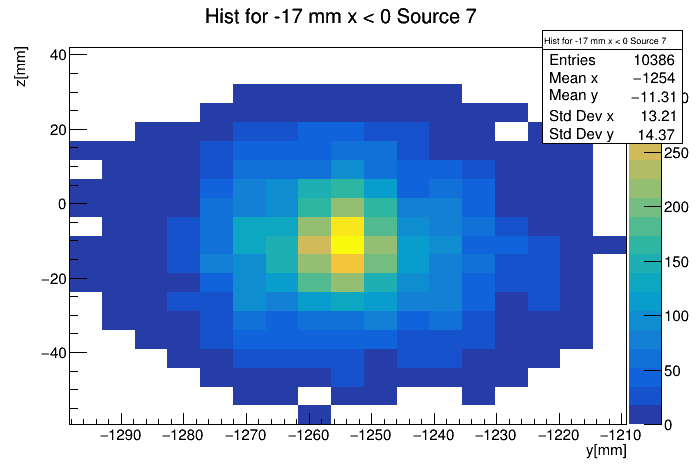 Hist for -17 mm x < 0 Source 7
z[mm]
40
20
0
−20
−40
Hist for -17 mm x < 0 Source 7
Entries 10386
Mean x −1254
Mean y −11.31
Std Dev x 13.21
Std Dev y 14.37
0
250
200
150
100
50
0
−1290 −1280 −1270 −1260 −1250 −1240 −1230 −1220 −1210
y[mm]